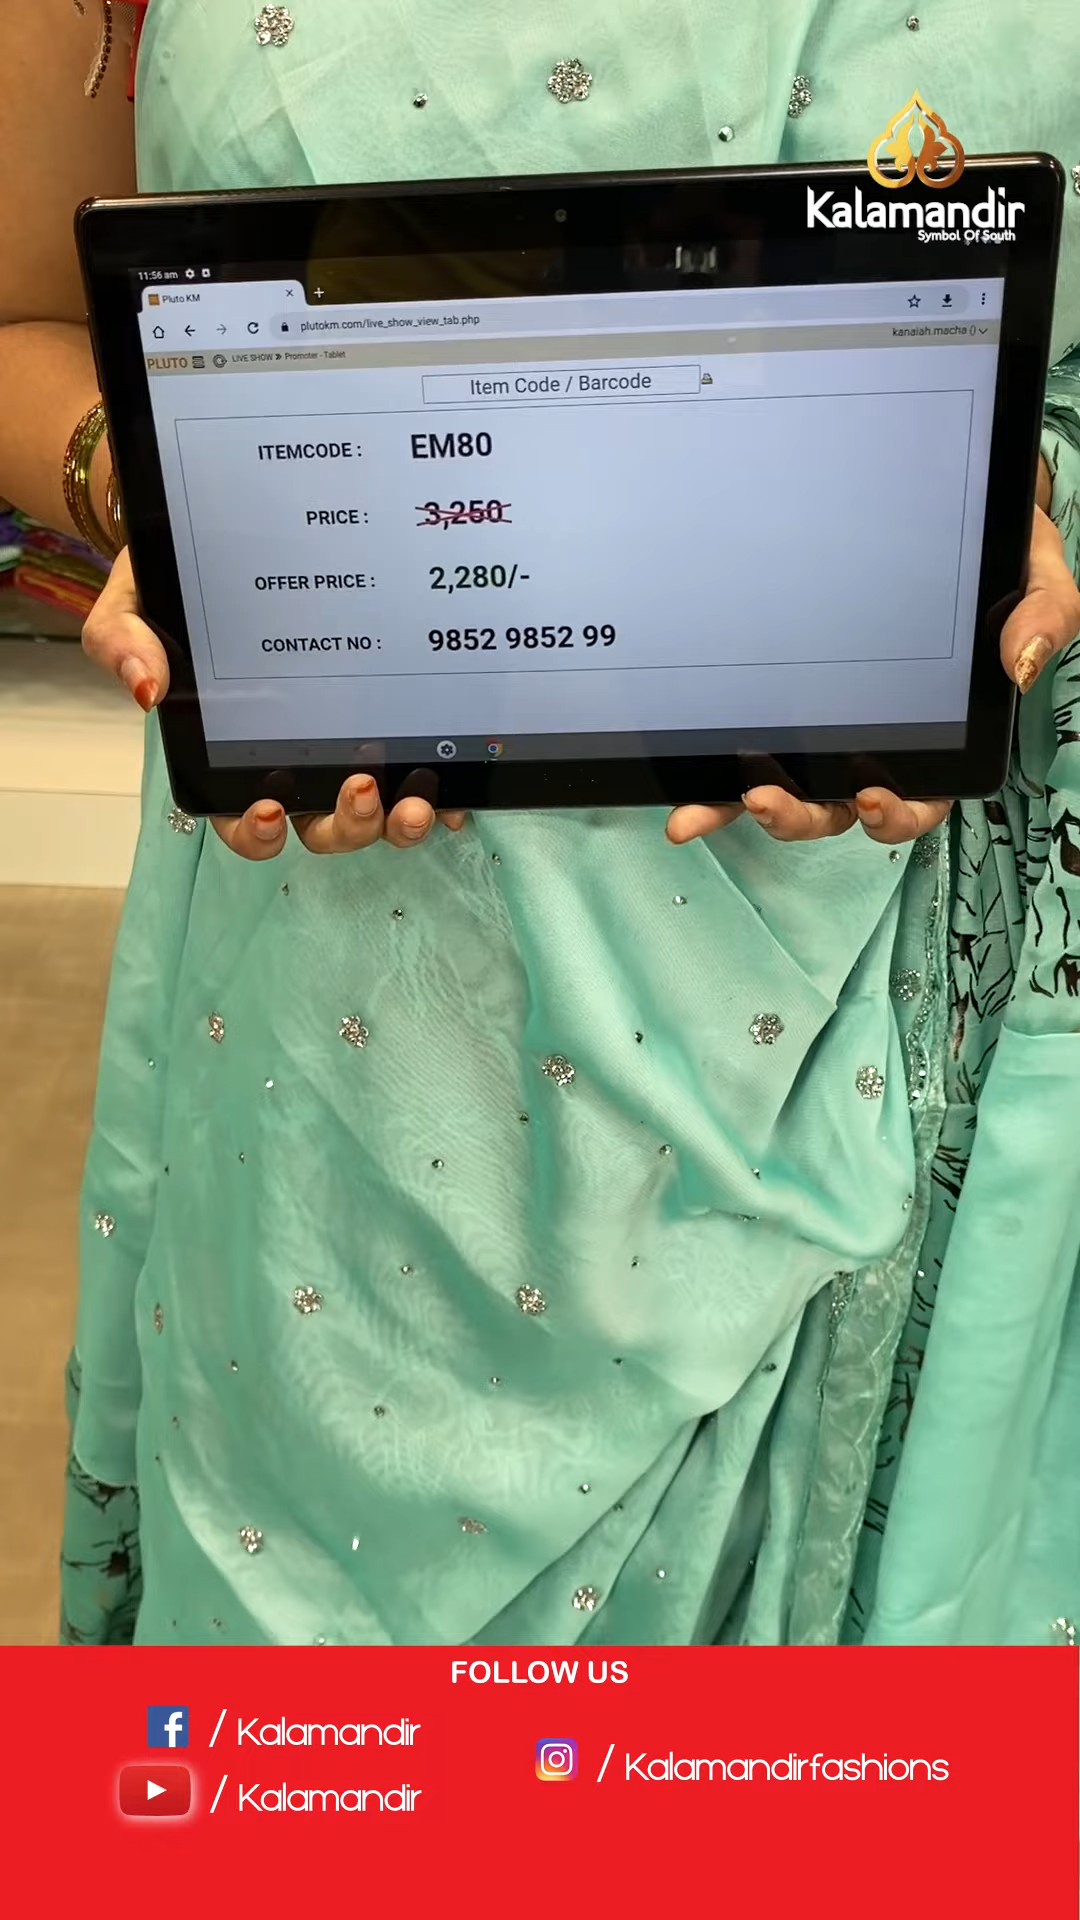 Kalamandir
Symbol Of South
11:56 am
Pluto KM
plutokm.com/live_show_view_tab.php
kanaiah.macha ()
PLUTO
LIVE SHOW
Promoter - Tablet
Item Code / Barcode
ITEMCODE : EM80
PRICE : 3,250
OFFER PRICE : 2,280/-
CONTACT NO : 9852 9852 99
FOLLOW US
/ Kalamandir
/ Kalamandirfashions
/ Kalamandir